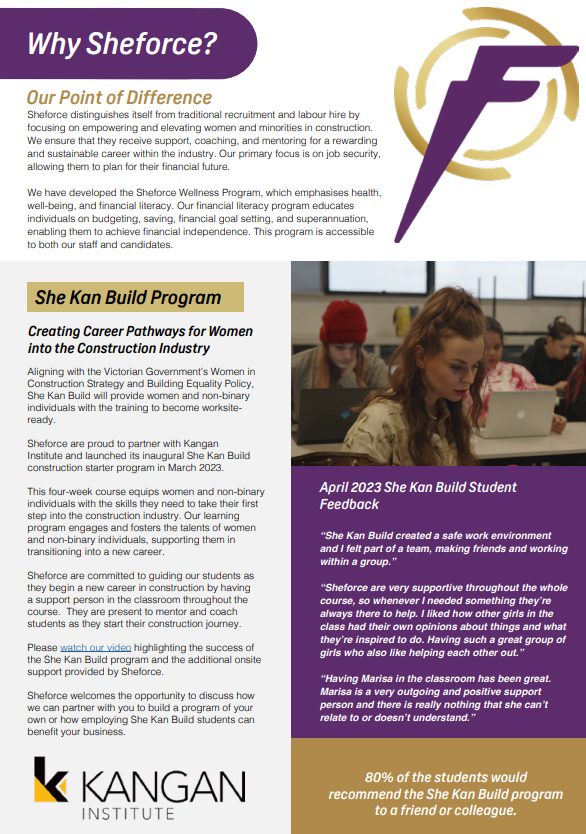 Why Sheforce?
Our Point of Difference
Sheforce distinguishes itself from traditional recruitment and labour hire by
focusing on empowering and elevating women and minorities in construction.
We ensure that they receive support, coaching, and mentoring for a rewarding
and sustainable career within the industry. Our primary focus is on job security,
allowing them to plan for their financial future.
We have developed the Sheforce Wellness Program, which emphasises health,
well-being, and financial literacy. Our financial literacy program educates
individuals on budgeting, saving, financial goal setting, and superannuation,
enabling them to achieve financial independence. This program is accessible
to both our staff and candidates.
She Kan Build Program
Creating Career Pathways for Women
into the Construction Industry
Aligning with the Victorian Government's Women in
Construction Strategy and Building Equality Policy,
She Kan Build will provide women and non-binary
individuals with the training to become worksite-
ready.
Sheforce are proud to partner with Kangan
Institute and launched its inaugural She Kan Build
construction starter program in March 2023.
This four-week course equips women and non-binary
individuals with the skills they need to take their first
step into the construction industry. Our learning
program engages and fosters the talents of women
and non-binary individuals, supporting them in
transitioning into a new career.
Sheforce are committed to guiding our students as
they begin a new career in construction by having
a support person in the classroom throughout the
course. They are present to mentor and coach
students as they start their construction journey.
Please watch our video highlighting the success of
the She Kan Build program and the additional onsite
support provided by Sheforce.
Sheforce welcomes the opportunity to discuss how
we can partner with you to build a program of your
own or how employing She Kan Build students can
benefit your business.
KANGAN
INSTITUTE
April 2023 She Kan Build Student
Feedback
"She Kan Build created a safe work environment
and I felt part of a team, making friends and working
within a group."
"Sheforce are very supportive throughout the whole
course, so whenever I needed something they're
always there to help. I liked how other girls in the
class had their own opinions about things and what
they're inspired to do. Having such a great group of
girls who also like helping each other out."
"Having Marisa in the classroom has been great.
Marisa is a very outgoing and positive support
person and there is really nothing that she can't
relate to or doesn't understand."
80% of the students would
recommend the She Kan Build program
to a friend or colleague.